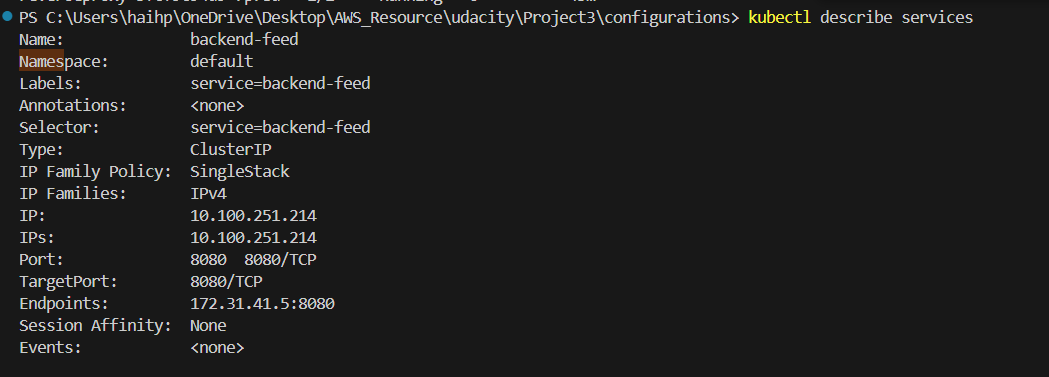 PS C:\Users\haihp\OneDrive\Desktop\AWS_Resource\udacity\Project3\configurations> kubectl describe services
Name:              backend-feed
Namespace:         default
Labels:            service=backend-feed
Annotations:       <none>
Selector:          service=backend-feed
Type:              ClusterIP
IP Family Policy:  SingleStack
IP Families:       IPv4
IP:                10.100.251.214
IPs:               10.100.251.214
Port:              8080  8080/TCP
TargetPort:        8080/TCP
Endpoints:         172.31.41.5:8080
Session Affinity:  None
Events:            <none>